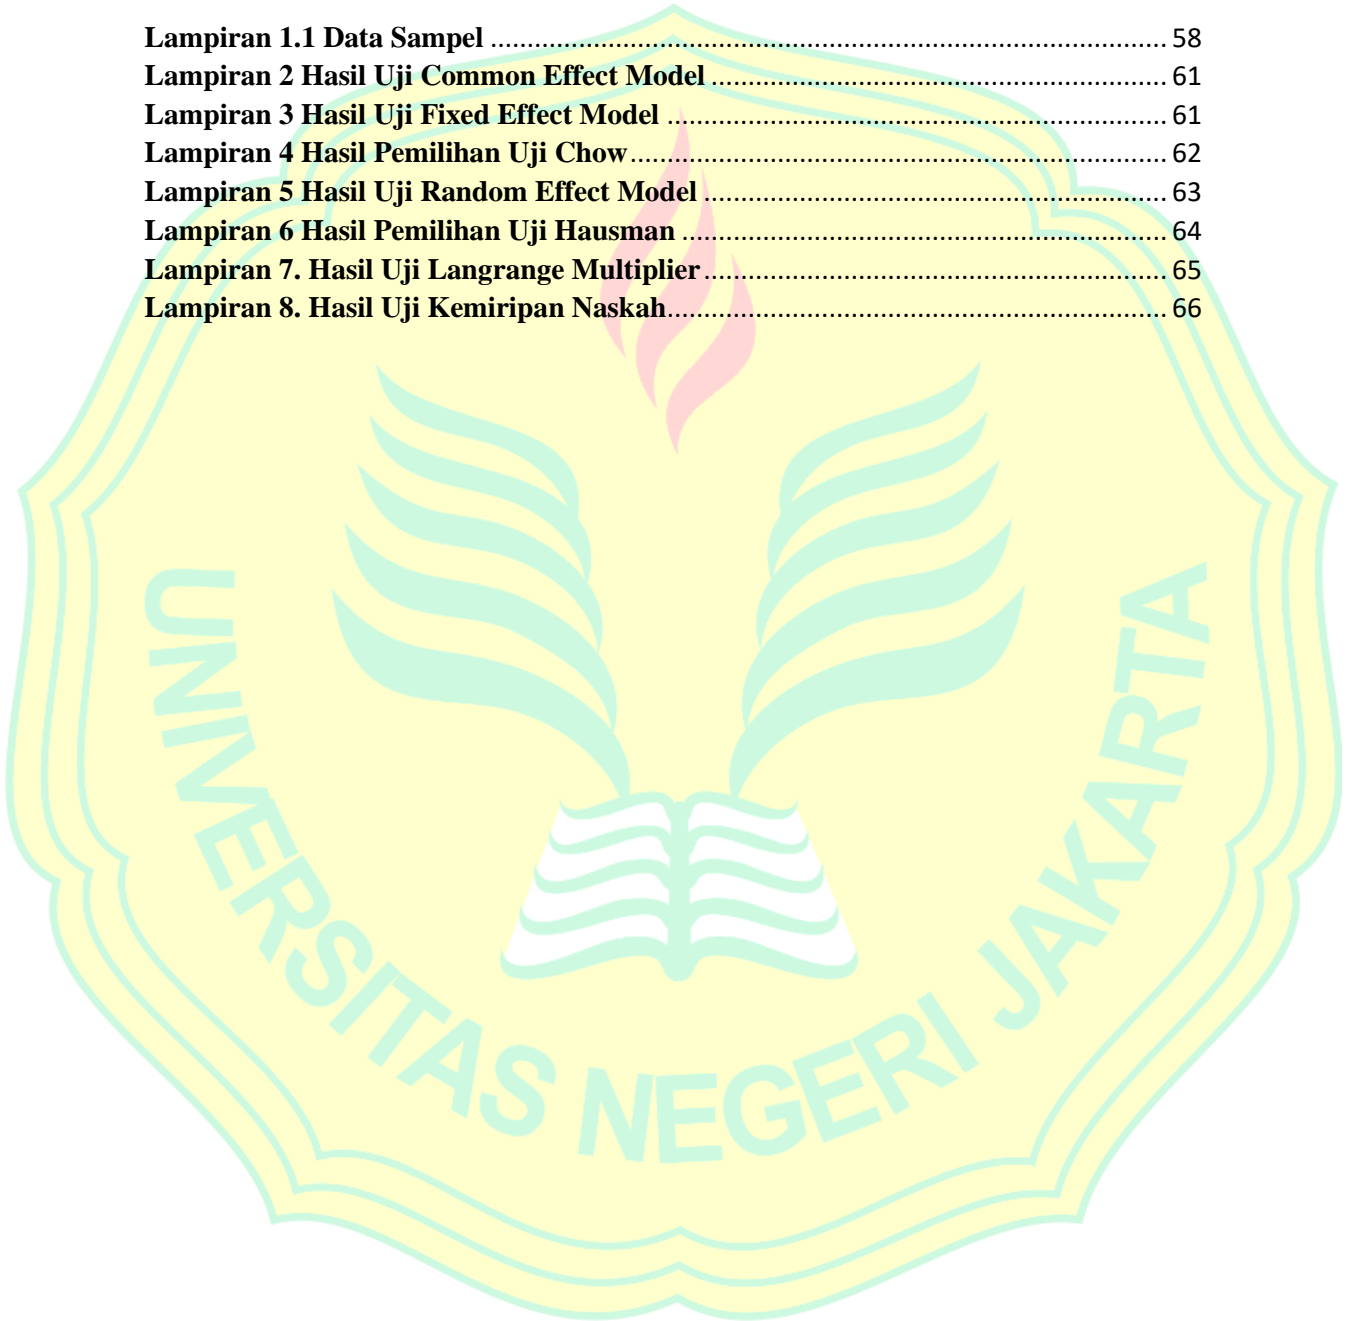 Lampiran 1.1 Data Sampel ........................................................................................... 58
Lampiran 2 Hasil Uji Common Effect Model ............................................................. 61
Lampiran 3 Hasil Uji Fixed Effect Model ................................................................... 61
Lampiran 4 Hasil Pemilihan Uji Chow ........................................................................ 62
Lampiran 5 Hasil Uji Random Effect Model .............................................................. 63
Lampiran 6 Hasil Pemilihan Uji Hausman ................................................................. 64
Lampiran 7. Hasil Uji Langrange Multiplier .............................................................. 65
Lampiran 8. Hasil Uji Kemiripan Naskah ................................................................... 66
UNIVERSITAS NEGERI JAKARTA